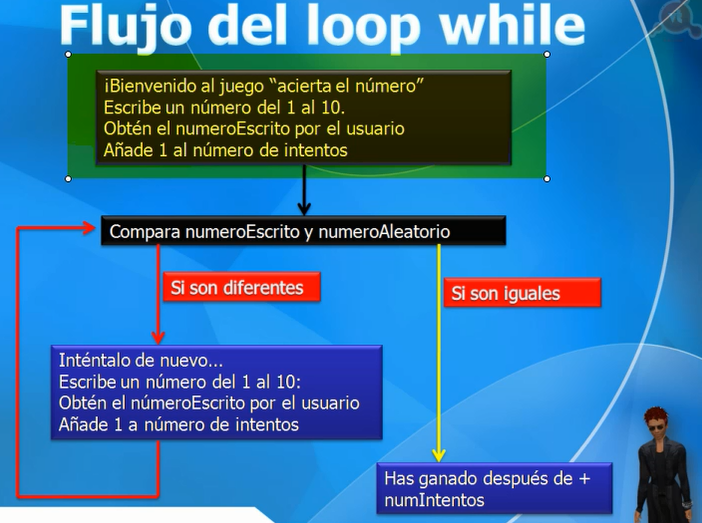 Flujo del loop while
¡Bienvenido al juego “acierta el número”
Escribe un número del 1 al 10.
Obtén el numeroEscrito por el usuario
Añade 1 al número de intentos
Compara numeroEscrito y numeroAleatorio
Si son diferentes
Si son iguales
Inténtalo de nuevo...
Escribe un número del 1 al 10:
Obtén el númeroEscrito por el usuario
Añade 1 a número de intentos
Has ganado después de +
numIntentos